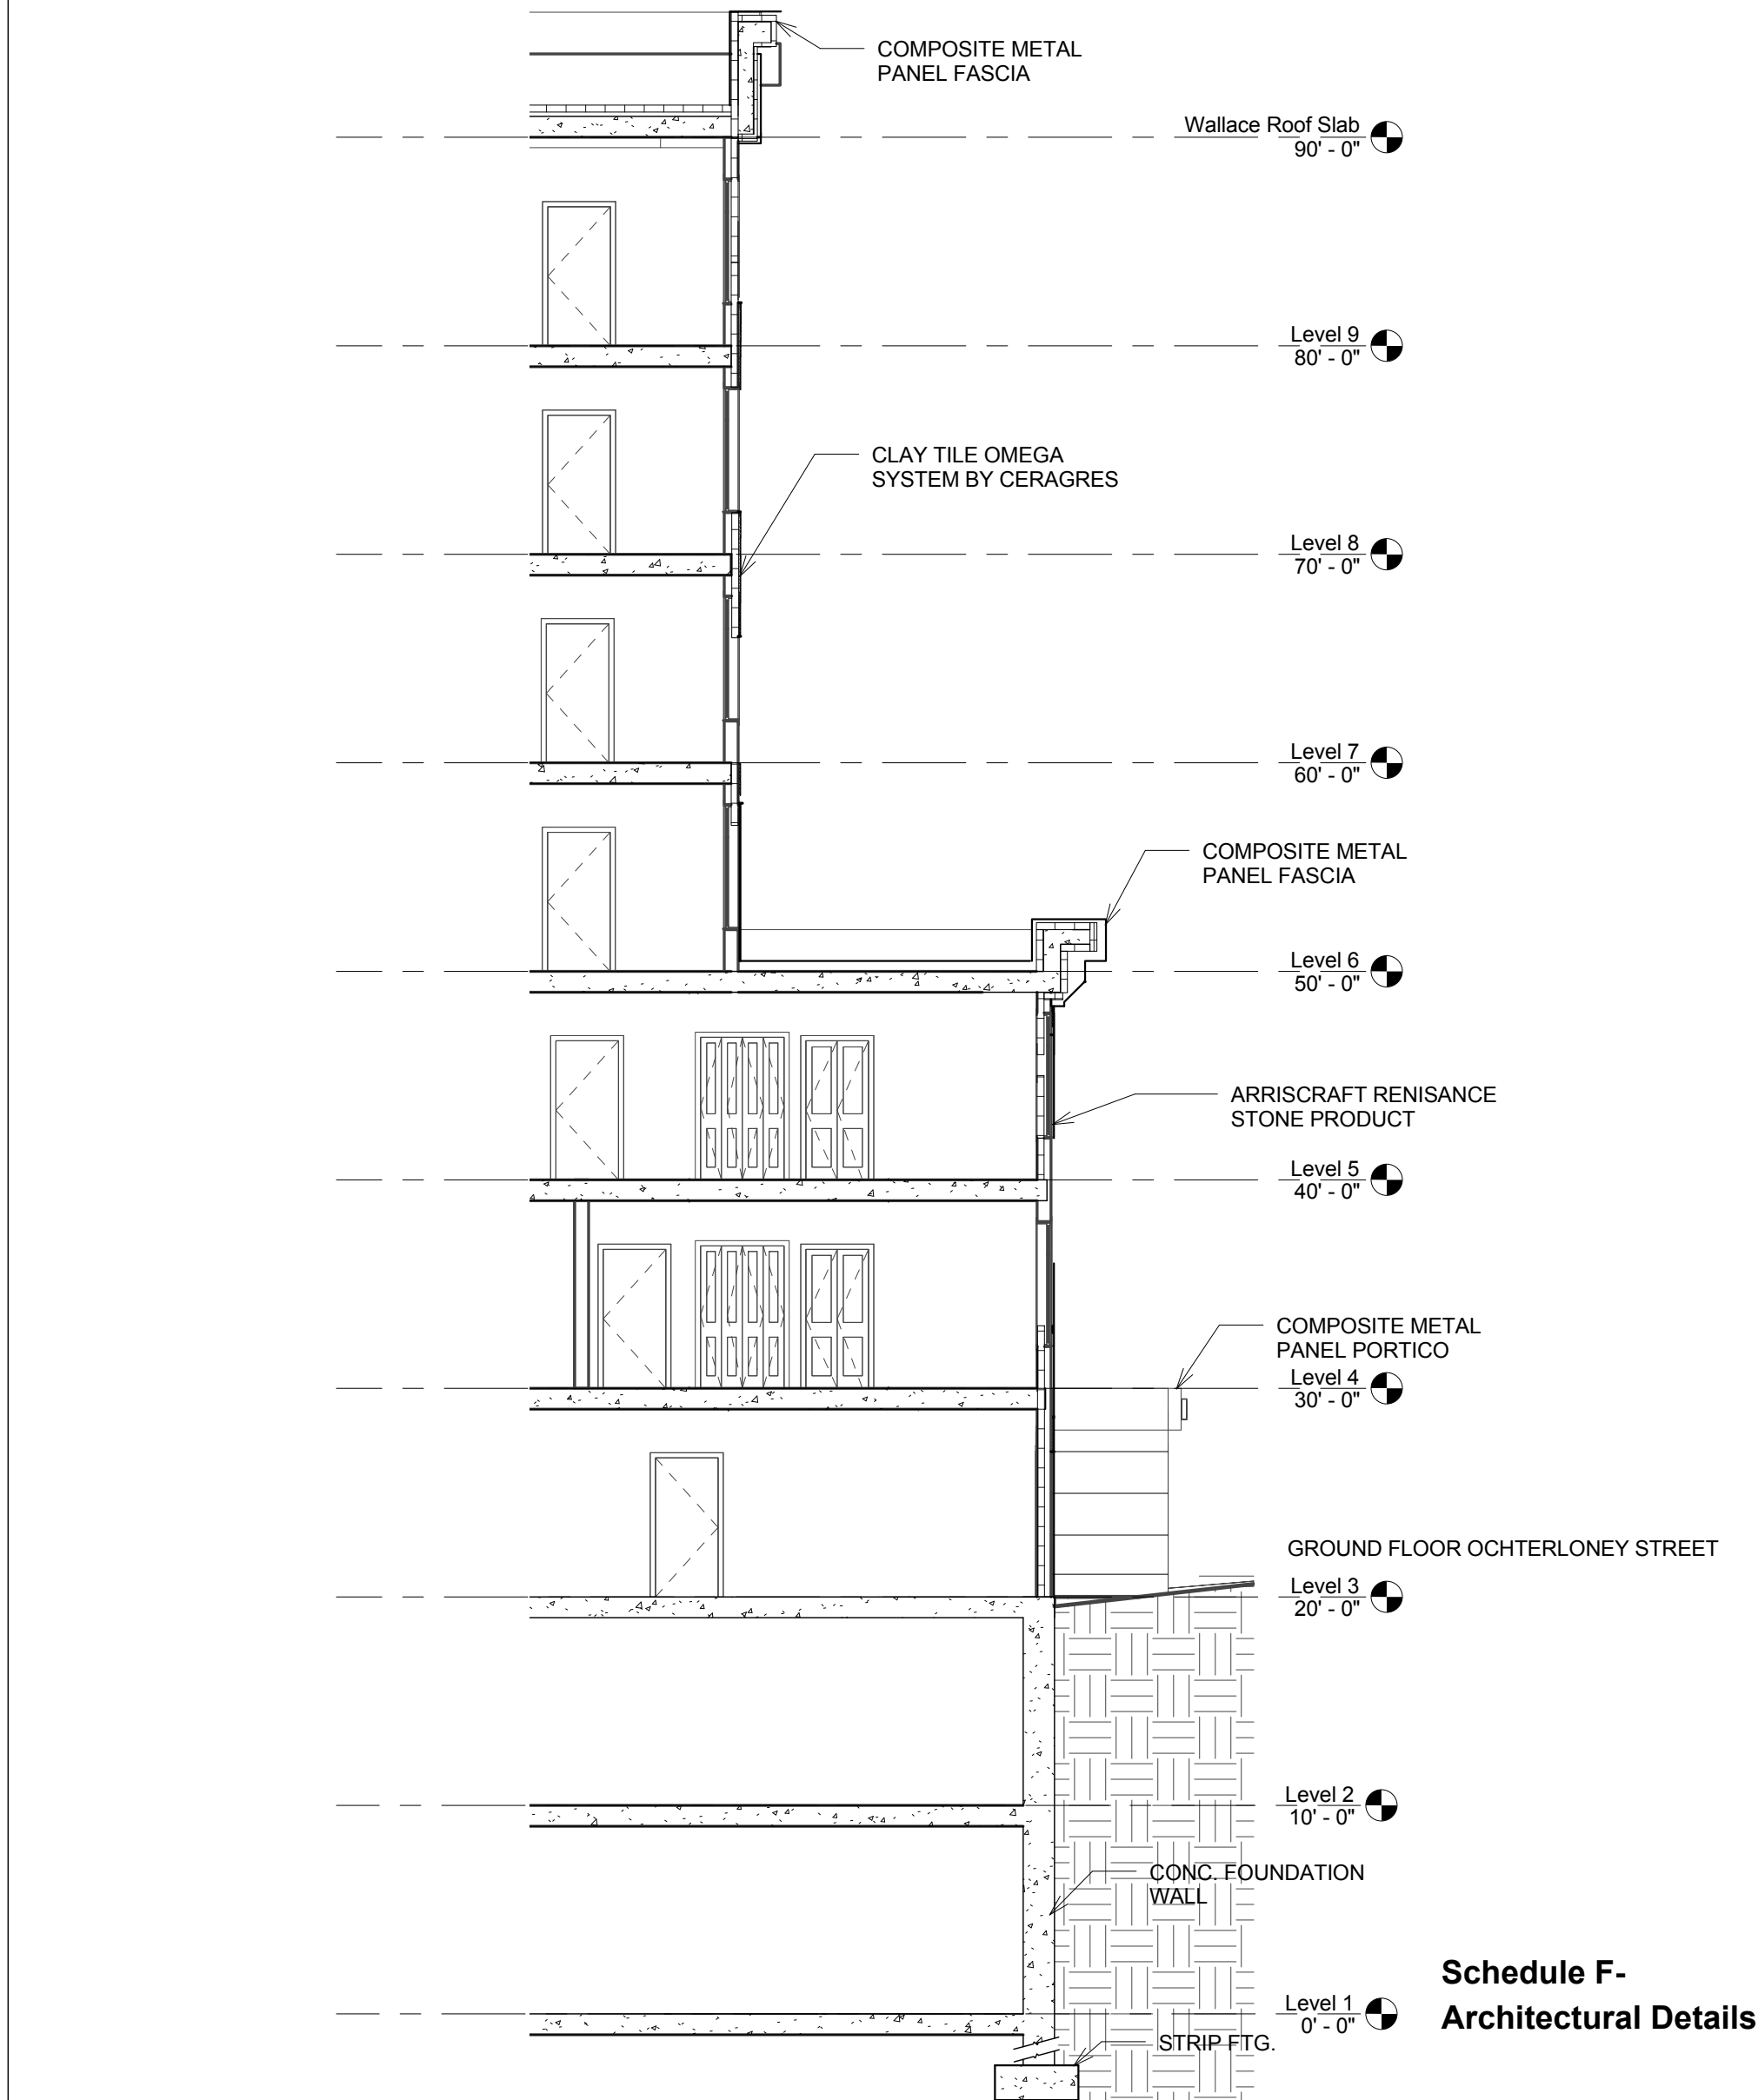 COMPOSITE METAL
PANEL FASCIA
Wallace Roof Slab
90' - 0"
Level 9
80' - 0"
CLAY TILE OMEGA
SYSTEM BY CERAGRES
Level 8
70' - 0"
Level 7
60' - 0"
COMPOSITE METAL
PANEL FASCIA
Level 6
50' - 0"
ARRISCRAFT RENISANCE
STONE PRODUCT
Level 5
40' - 0"
COMPOSITE METAL
PANEL PORTICO
Level 4
30' - 0"
GROUND FLOOR OCHTERLONEY STREET
Level 3
20' - 0"
Level 2
10' - 0"
CONC. FOUNDATION
WALL
Schedule F-
Architectural Details
Level 1
0' - 0"
STRIP FTG.